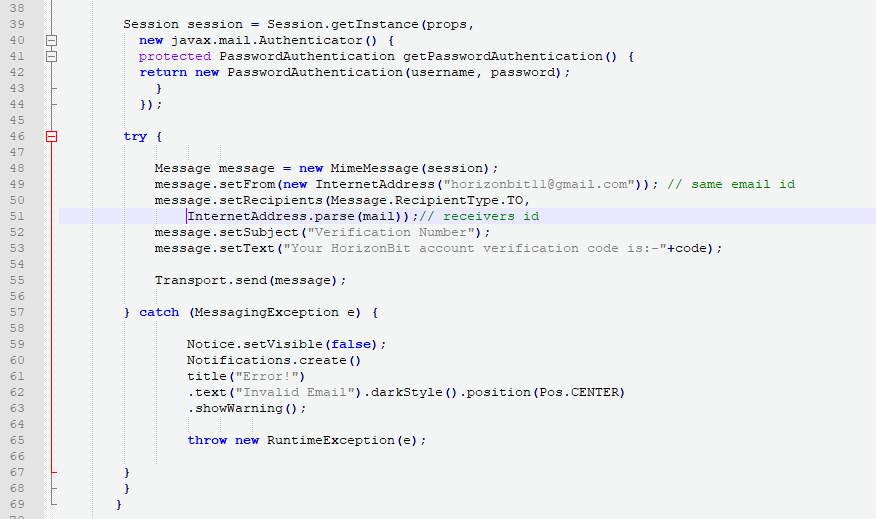 38
39 Session session = Session.getInstance(props,
40 new javax.mail.Authenticator() {
41 protected PasswordAuthentication getPasswordAuthentication() {
42 return new PasswordAuthentication(username, password);
43 }
44 });
45
46 try {
47
48 Message message = new MimeMessage(session);
49 message.setFrom(new InternetAddress("horizonbit11@gmail.com")); // same email id
50 message.setRecipients(Message.RecipientType.TO,
51 InternetAddress.parse(mail));// receivers id
52 message.setSubject("Verification Number");
53 message.setText("Your HorizonBit account verification code is:-"+code);
54
55 Transport.send(message);
56
57 } catch (MessagingException e) {
58
59 Notice.setVisible(false);
60 Notifications.create()
61 title("Error!")
62 .text("Invalid Email").darkStyle().position(Pos.CENTER)
63 .showWarning();
64
65 throw new RuntimeException(e);
66
67 }
68 }
69 }